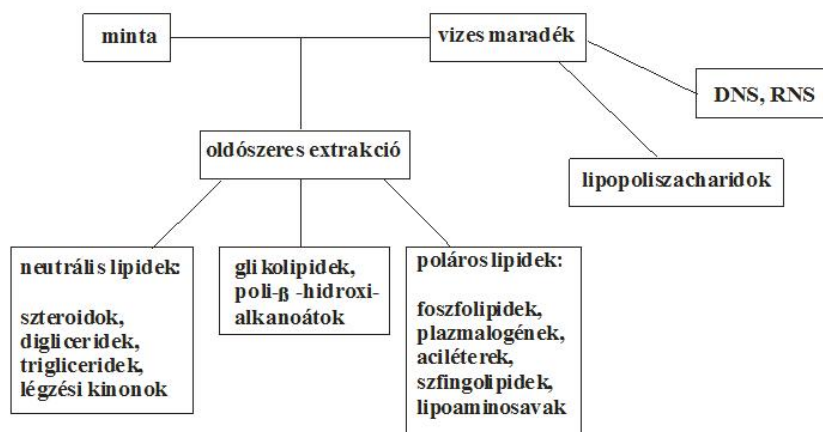 minta
vizes maradék
DNS, RNS
oldószeres extrakció
lipopoliszacharidok
neutrális lipidek:
szteroidok,
digliceridek,
trigliceridek,
légzési kinonok
glikolipidek,
poli-ß -hidroxi-
alkanoátok
poláros lipidek:
foszfolipidek,
plazmalogének,
aciléterek,
szfingolipidek,
lipoaminosavak